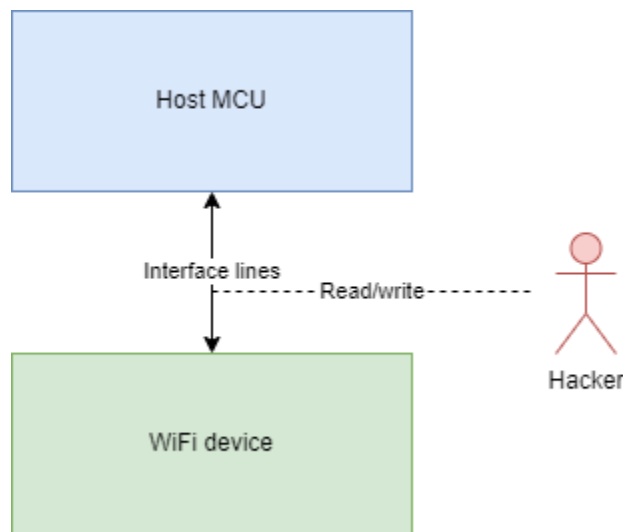 Host MCU
Interface lines
Read/write
Hacker
WiFi device